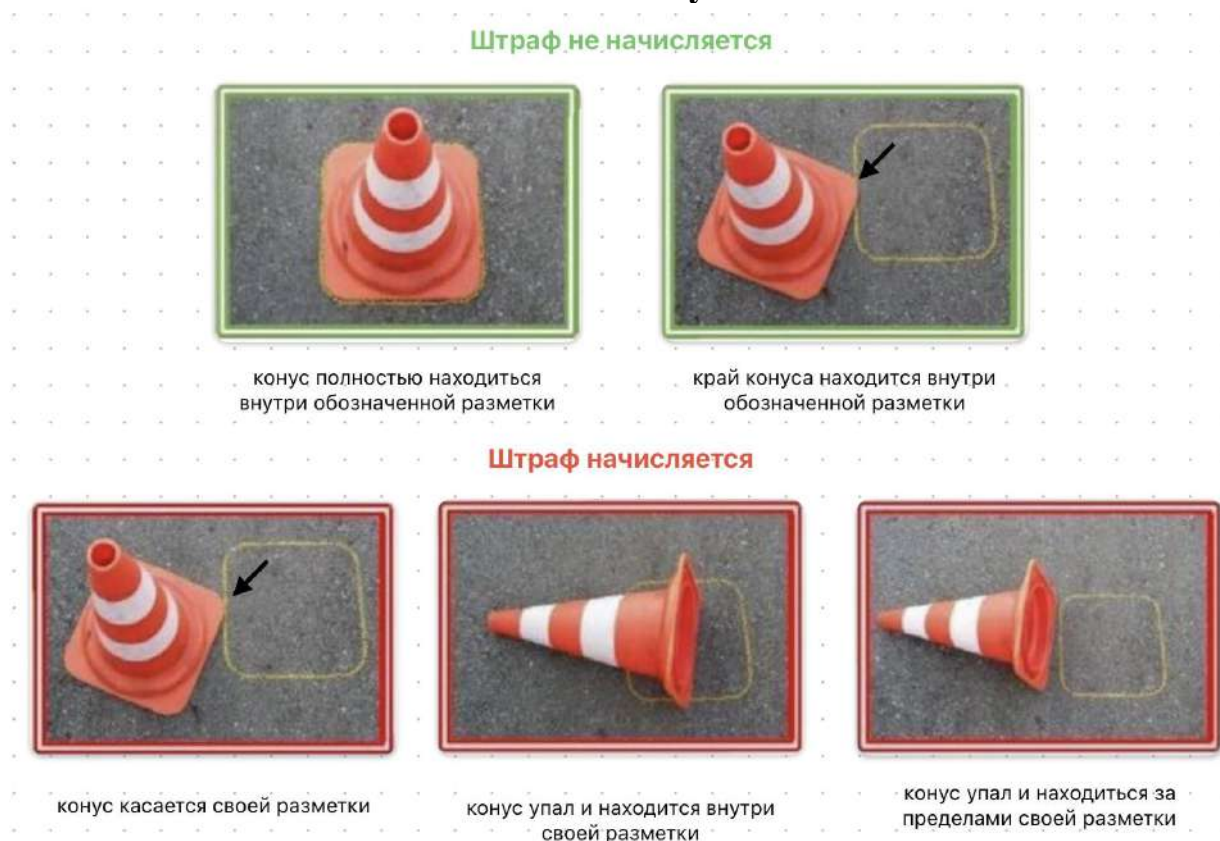 Штраф не начисляется
конус полностью находиться
внутри обозначенной разметки
край конуса находится внутри
обозначенной разметки
Штраф начисляется
конус касается своей разметки
конус упал и находится внутри
своей разметки
конус упал и находиться за
пределами своей разметки